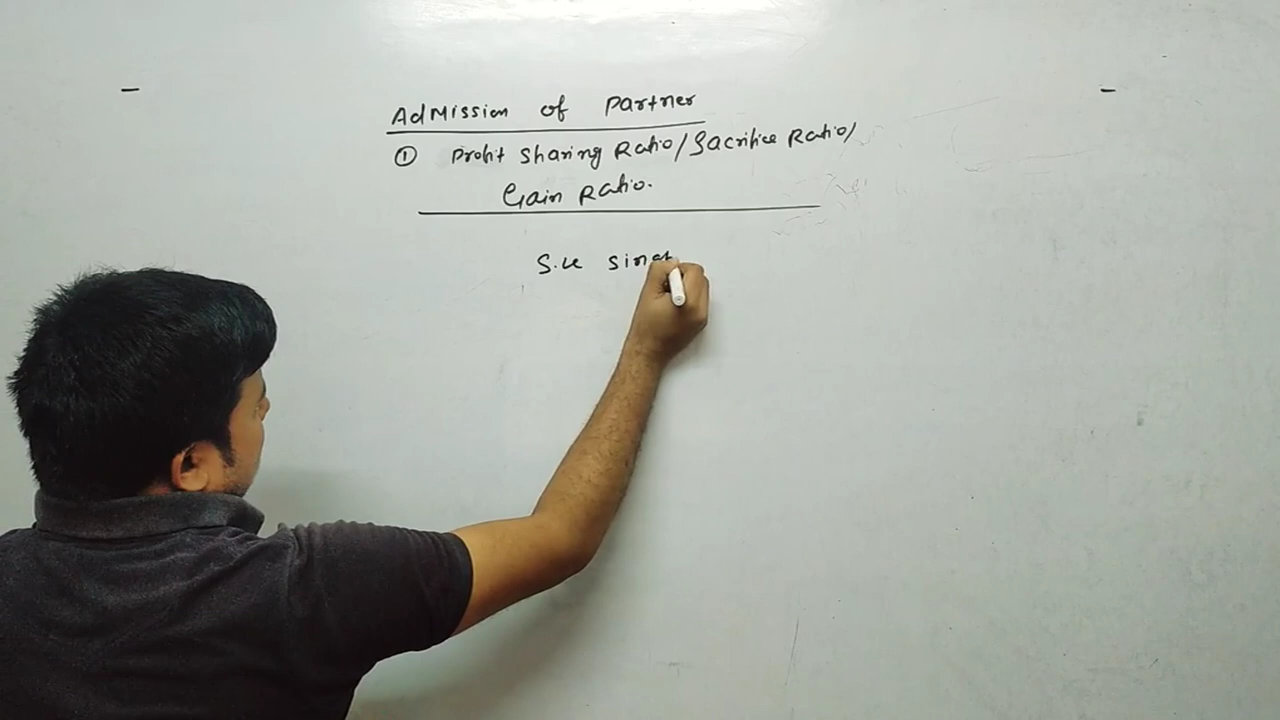 Admission of Partner
① Profit Sharing Ratio/Sacrifice Ratio/
Gain Ratio.
S.K